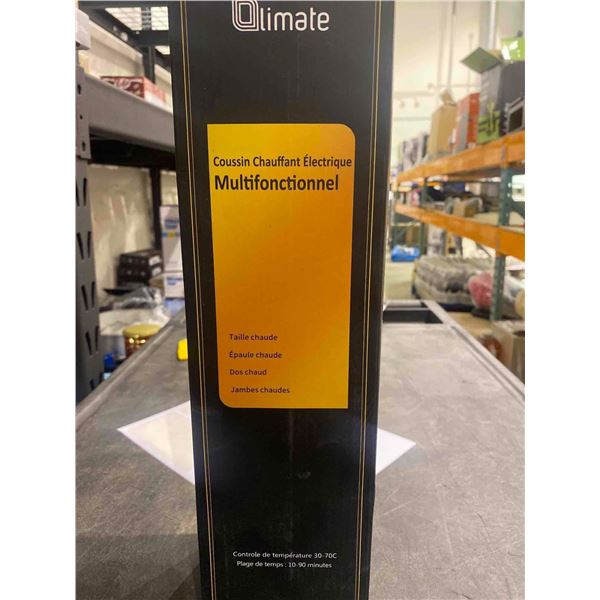 Qlimate
Coussin Chauffant Électrique
Multifonctionnel
Taille chaude
Épaule chaude
Dos chaud
Jambes chaudes
Controle de température 30-70C
Plage de temps : 10-90 minutes